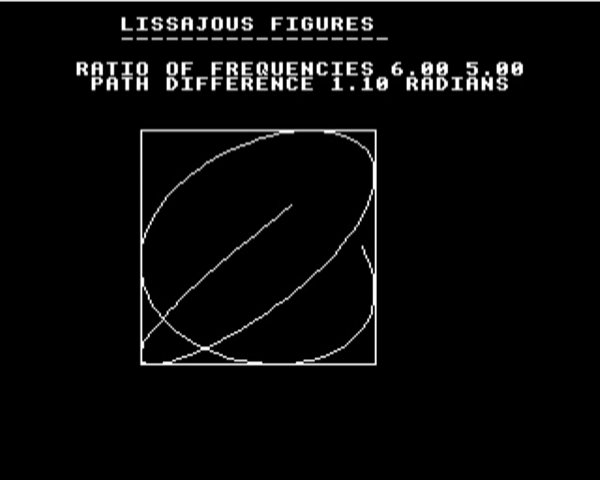 LISSAJOUS FIGURES
------------------
RATIO OF FREQUENCIES 6.00 5.00
PATH DIFFERENCE 1.10 RADIANS